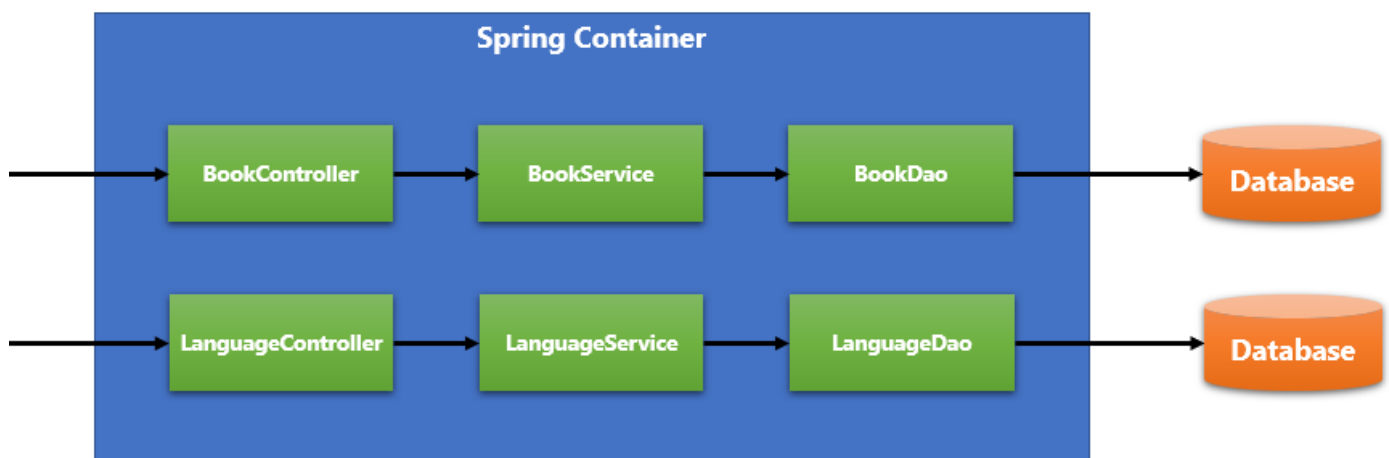 Spring Container
BookController
BookService
BookDao
Database
LanguageController
LanguageService
LanguageDao
Database